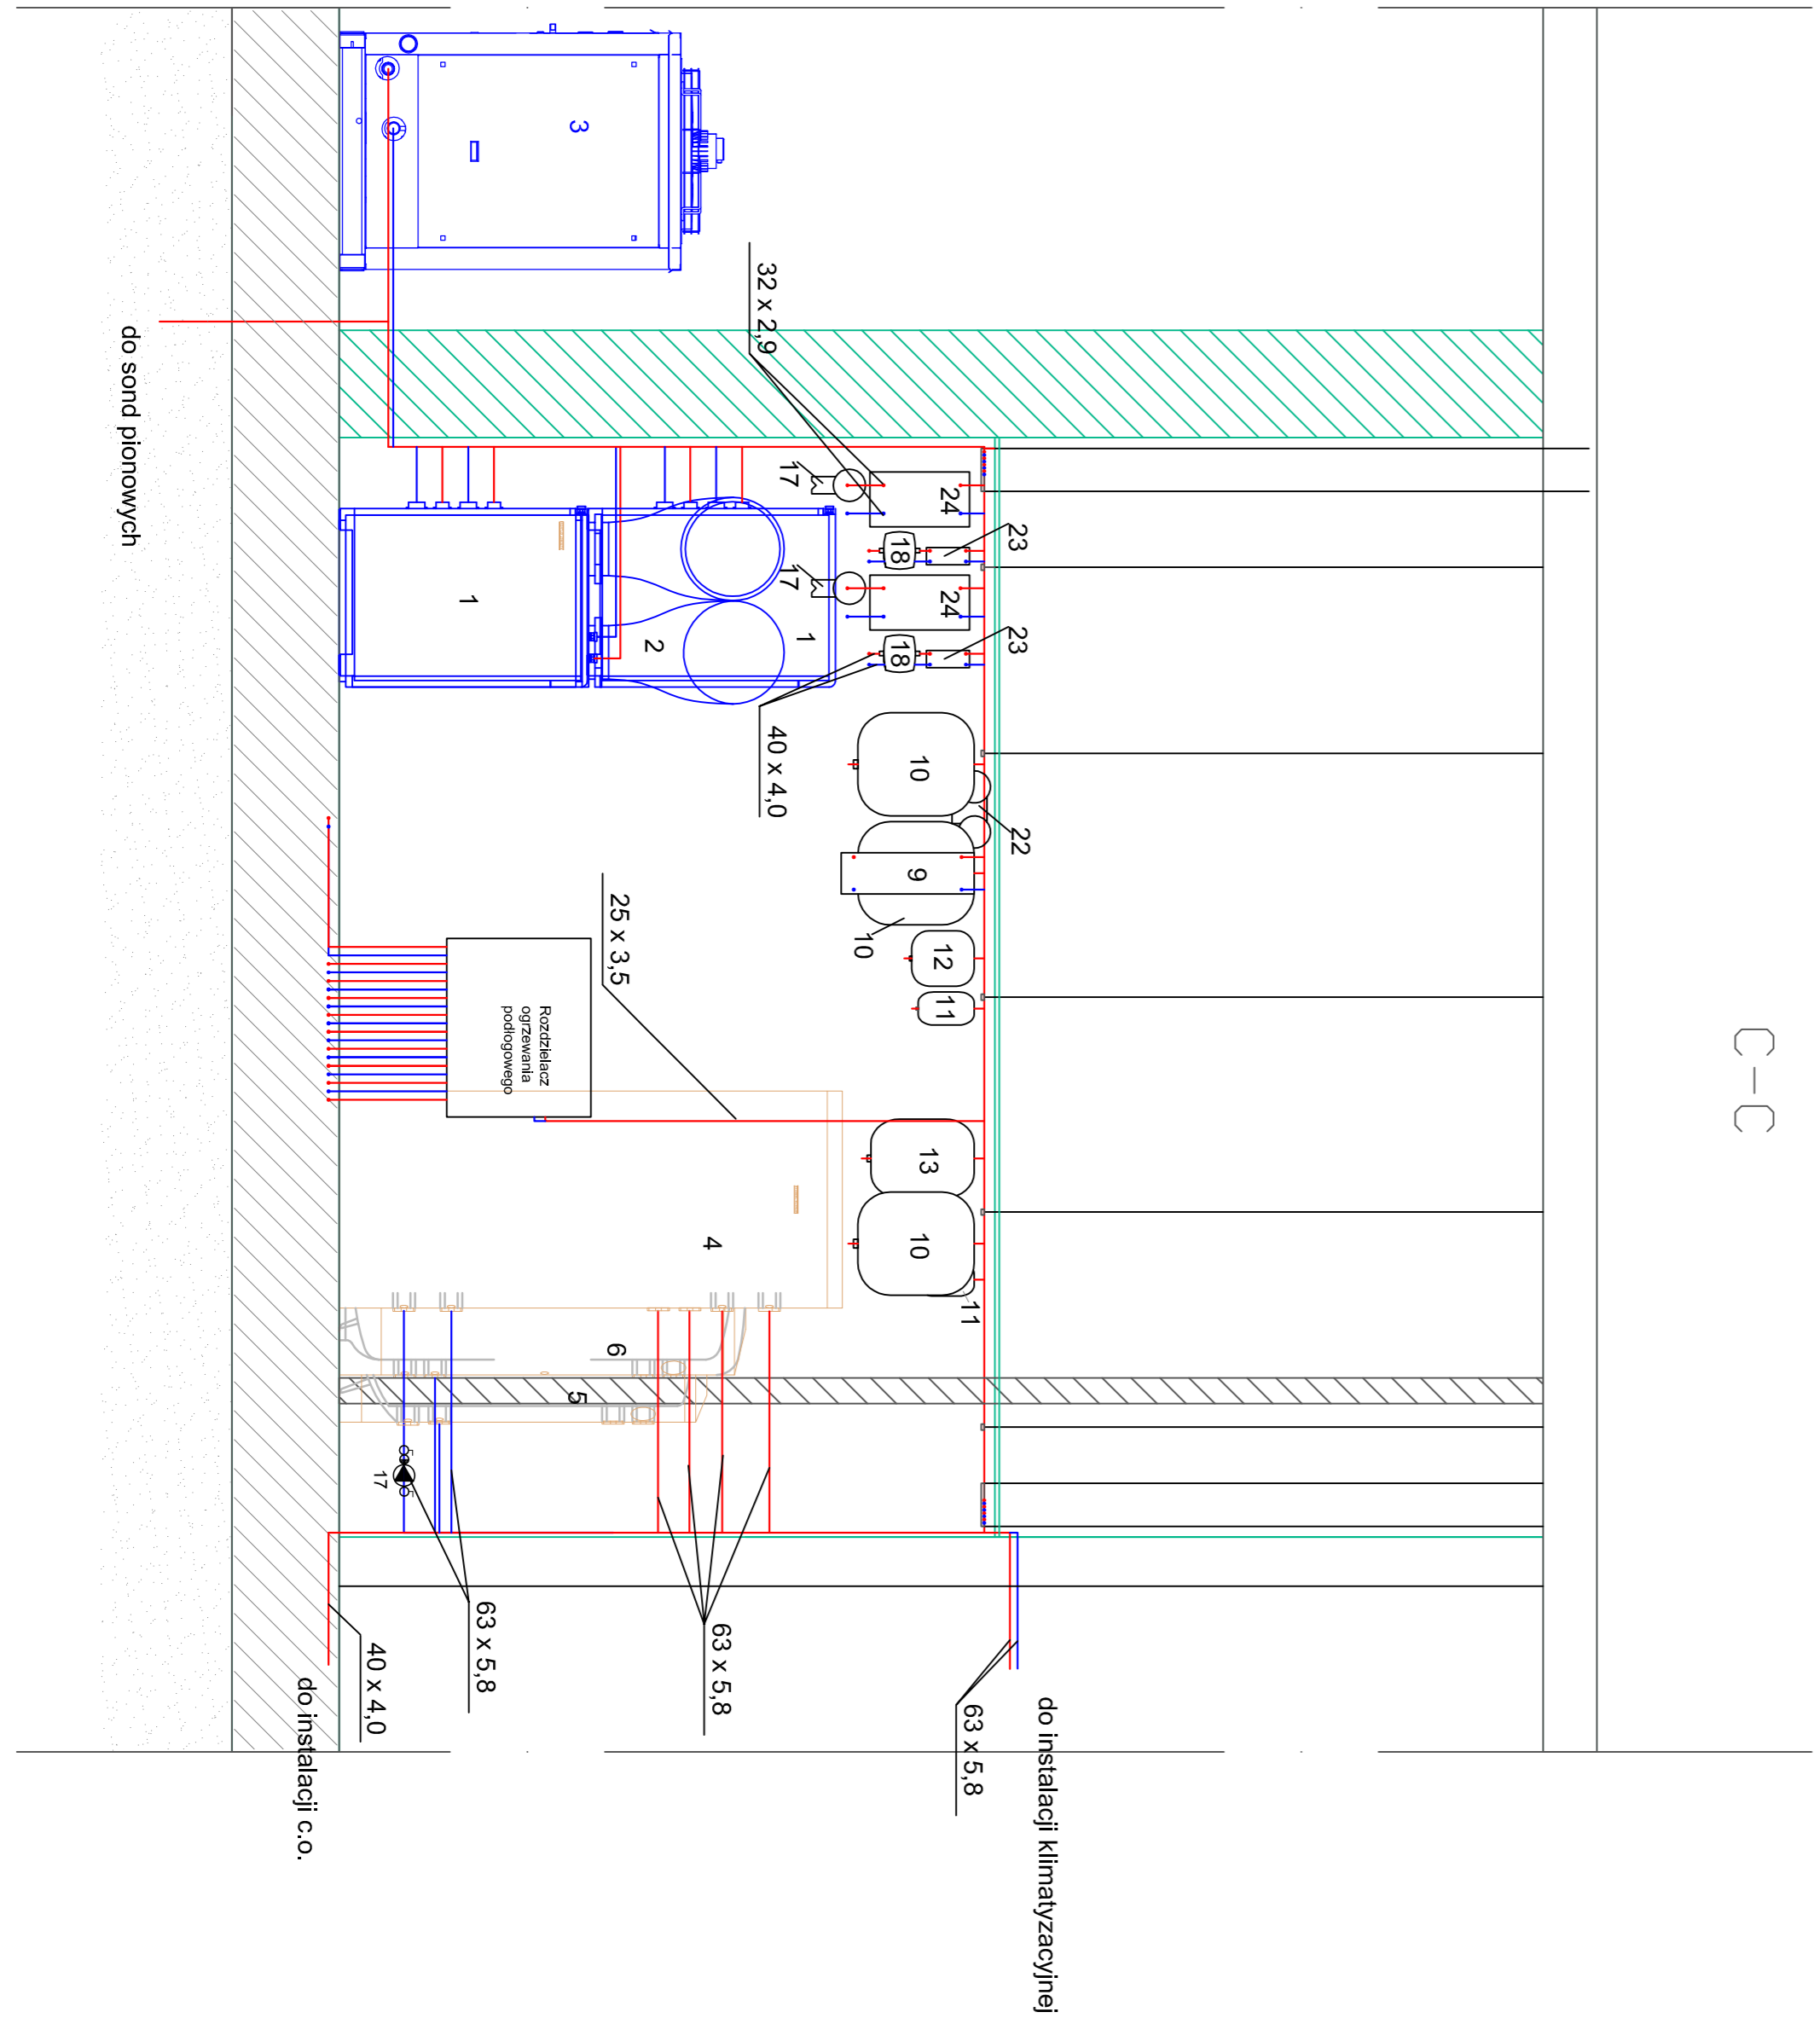 C-C
do instalacji klimatyzacyjnej
63 x 5,8
22
23
23
24
24
18
18
10
9
10
12
11
13
10
11
17
17
32 x 2,9
40 x 4,0
3
1
2
1
25 x 3,5
Rozdzielacz
ogrzewania
podłogowego
4
6
5
17
63 x 5,8
63 x 5,8
40 x 4,0
do instalacji c.o.
do sond pionowych